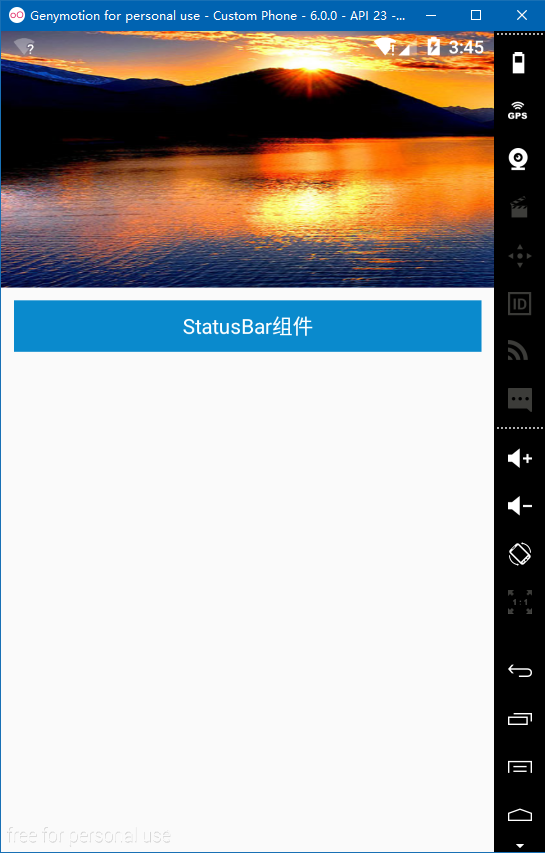 Genymotion for personal use - Custom Phone - 6.0.0 - API 23 -...
3:45
GPS
StatusBar组件
ID
1:1
free for personal use